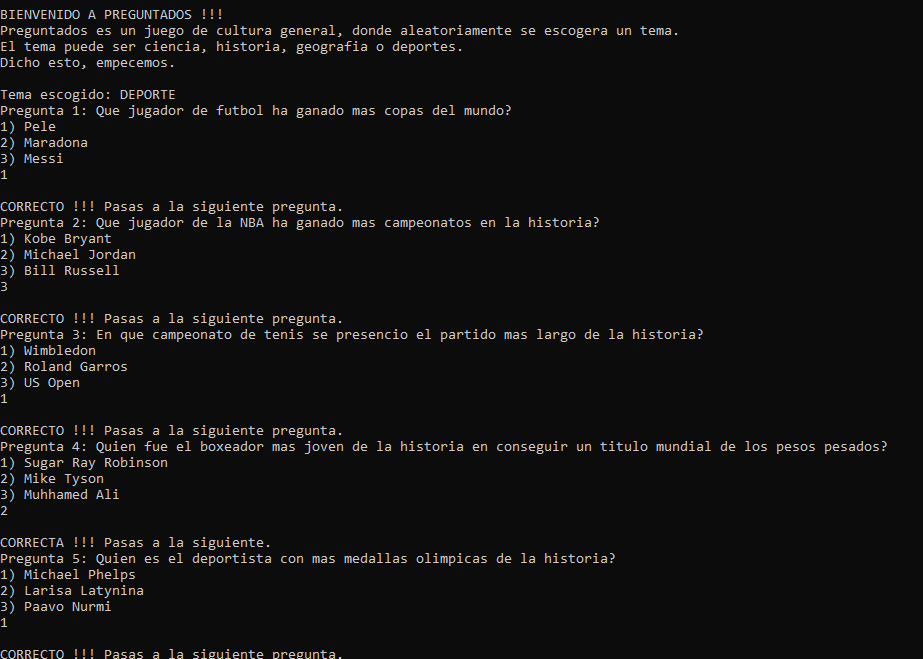 BIENVENIDO A PREGUNTADOS !!!
Preguntados es un juego de cultura general, donde aleatoriamente se escogera un tema.
El tema puede ser ciencia, historia, geografia o deportes.
Dicho esto, empecemos.
Tema escogido: DEPORTE
Pregunta 1: Que jugador de futbol ha ganado mas copas del mundo?
1) Pele
2) Maradona
3) Messi
1
CORRECTO !!! Pasas a la siguiente pregunta.
Pregunta 2: Que jugador de la NBA ha ganado mas campeonatos en la historia?
1) Kobe Bryant
2) Michael Jordan
3) Bill Russell
3
CORRECTO !!! Pasas a la siguiente pregunta.
Pregunta 3: En que campeonato de tenis se presencio el partido mas largo de la historia?
1) Wimbledon
2) Roland Garros
3) US Open
1
CORRECTO !!! Pasas a la siguiente pregunta.
Pregunta 4: Quien fue el boxeador mas joven de la historia en conseguir un titulo mundial de los pesos pesados?
1) Sugar Ray Robinson
2) Mike Tyson
3) Muhhamed Ali
2
CORRECTA !!! Pasas a la siguiente.
Pregunta 5: Quien es el deportista con mas medallas olimpicas de la historia?
1) Michael Phelps
2) Larisa Latynina
3) Paavo Nurmi
1
CORRECTO !!! Pasas a la siguiente pregunta.